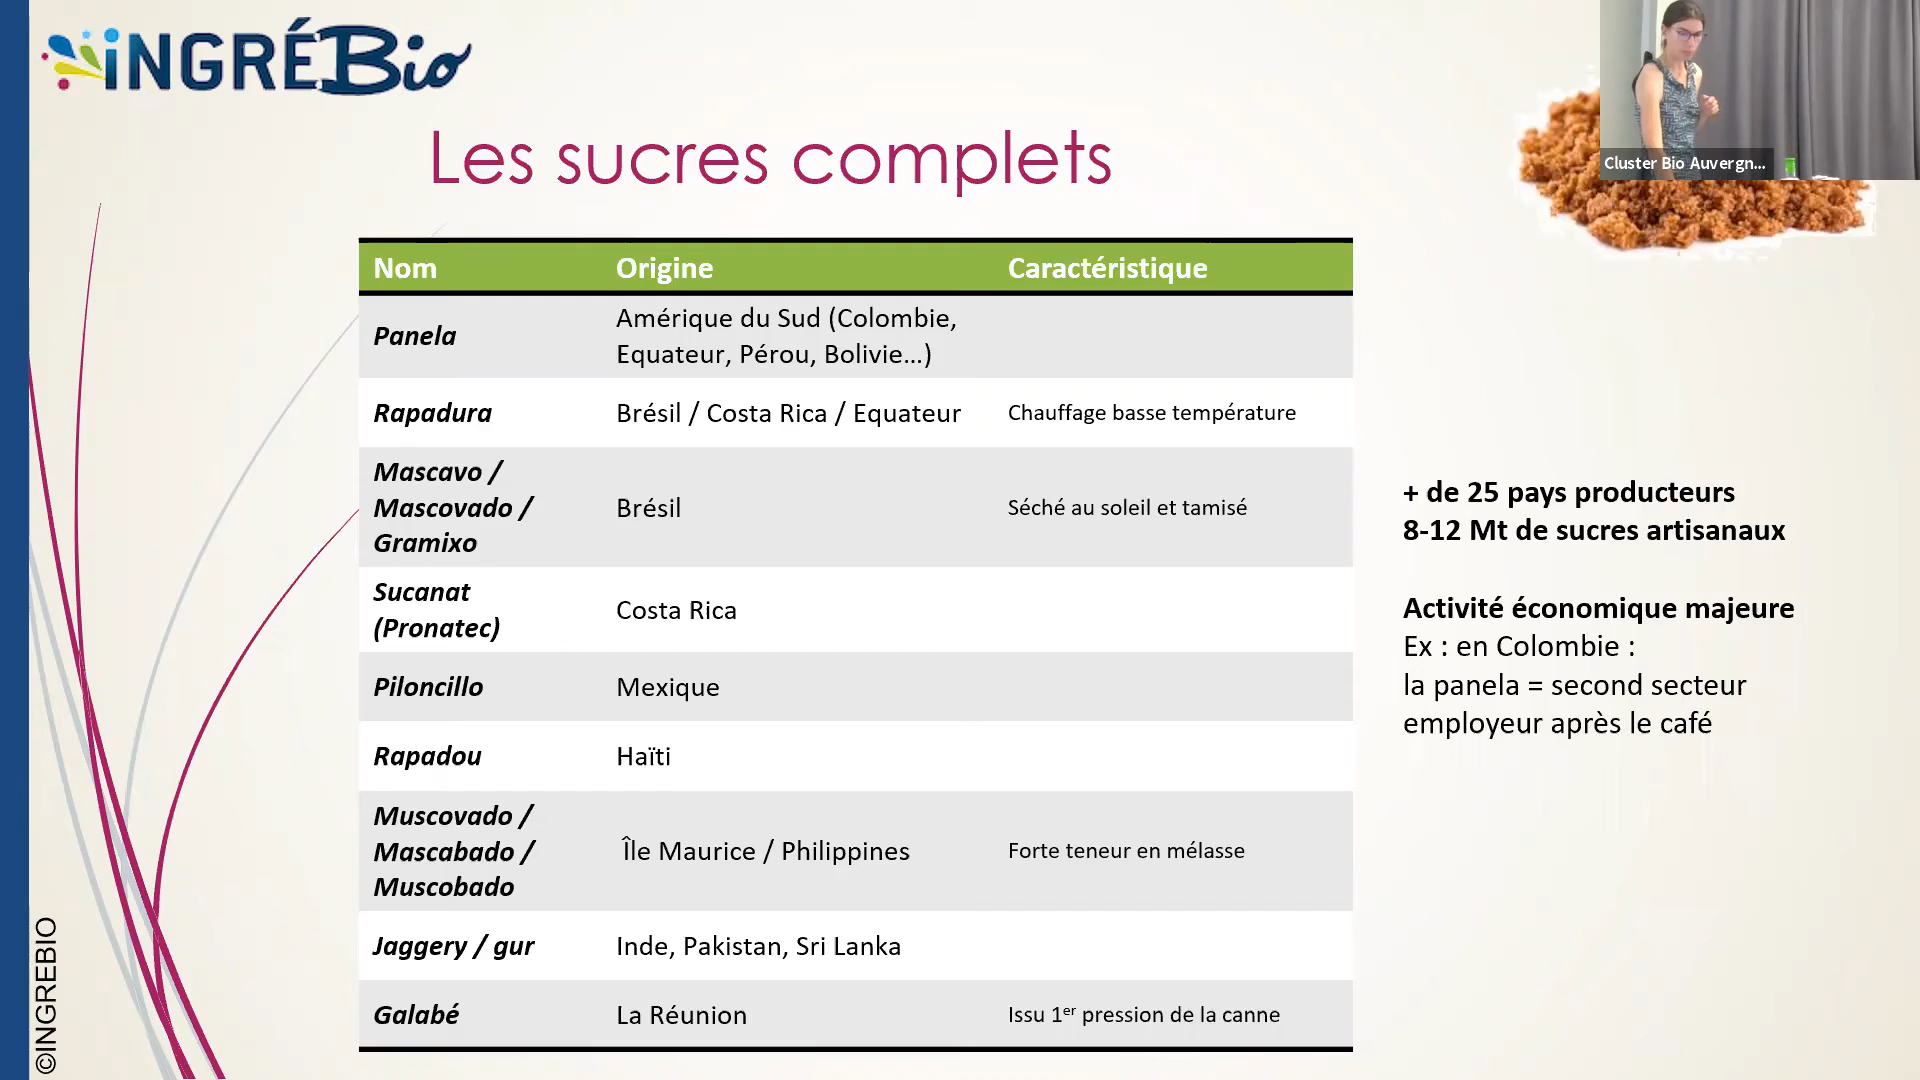 iNGRÉBio
Les sucres complets
Cluster Bio Auvergn...
Nom Origine Caractéristique
Panela
Amérique du Sud (Colombie,
Equateur, Pérou, Bolivie...)
Rapadura Brésil / Costa Rica / Equateur Chauffage basse température
Mascavo /
Mascovado /
Gramixo
Brésil Séché au soleil et tamisé
Sucanat
(Pronatec)
Costa Rica
Piloncillo Mexique
Rapadou Haïti
Muscovado /
Mascabado /
Muscobado
Île Maurice / Philippines Forte teneur en mélasse
Jaggery / gur Inde, Pakistan, Sri Lanka
Galabé La Réunion Issu 1er pression de la canne
+ de 25 pays producteurs
8-12 Mt de sucres artisanaux
Activité économique majeure
Ex : en Colombie :
la panela = second secteur
employeur après le café
©INGREBIO